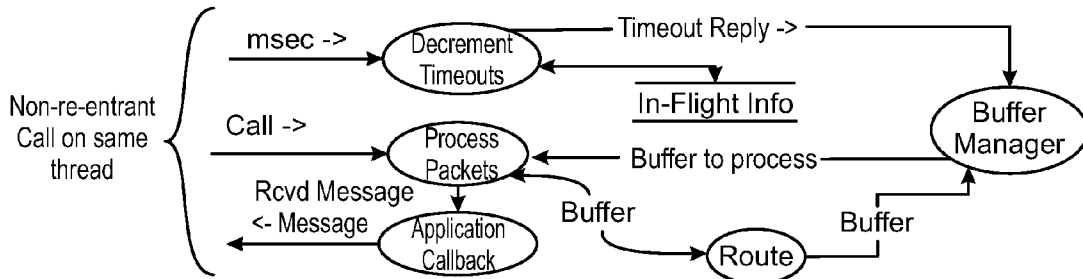 msec ->
Decrement
Timeouts
Timeout Reply ->
In-Flight Info
Non-re-entrant
Call on same
thread
Call ->
Process
Packets
Buffer to process
Buffer
Manager
Rcvd Message
<- Message
Application
Callback
Buffer
Route
Buffer